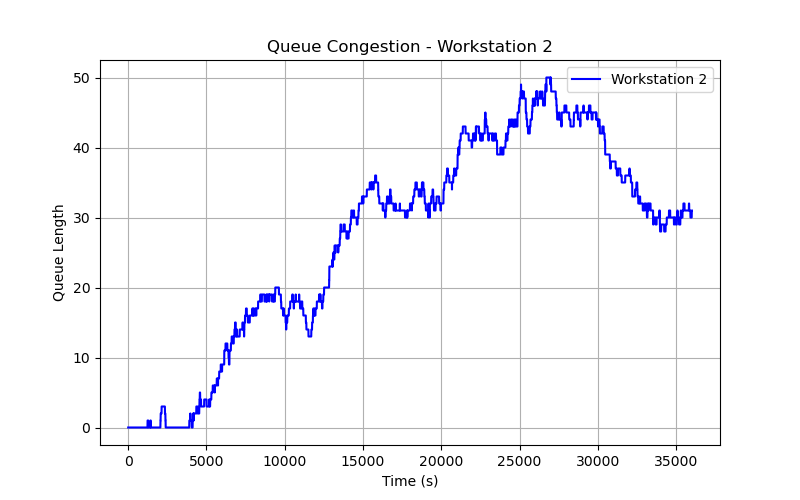 Queue Congestion - Workstation 2
Workstation 2
Queue Length
50
40
30
20
10
0
0 5000 10000 15000 20000 25000 30000 35000
Time (s)